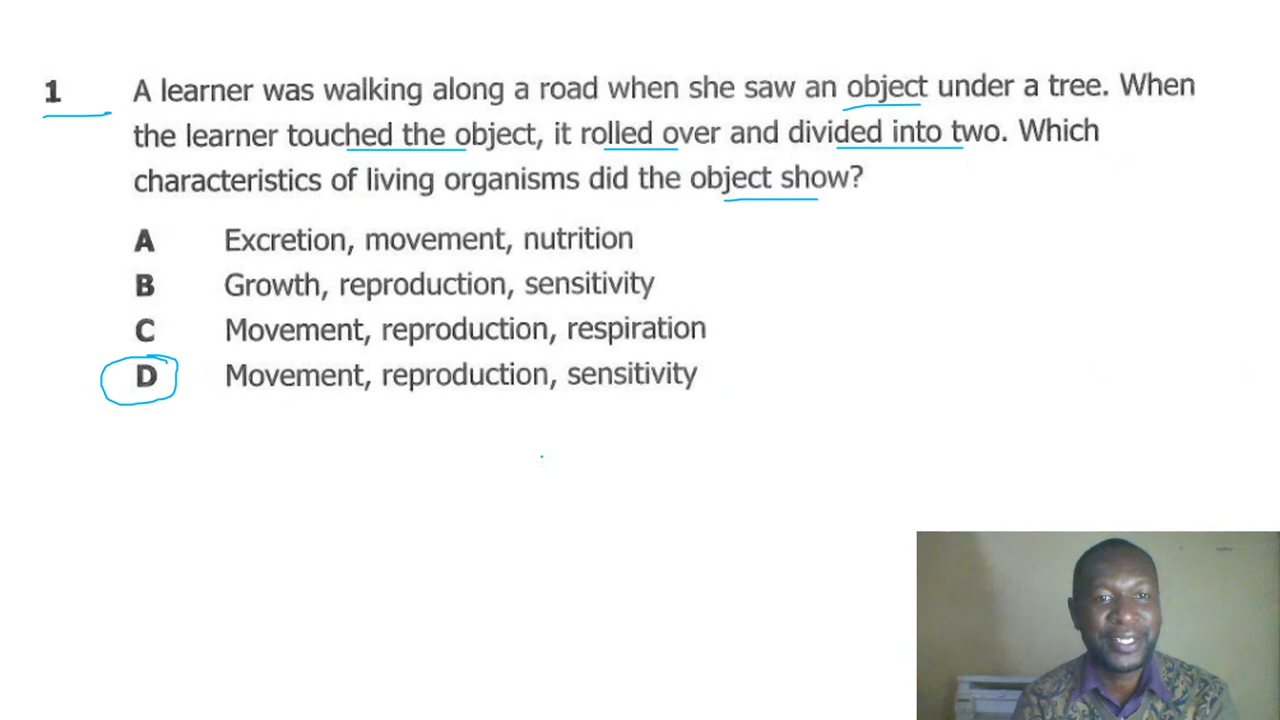 1 A learner was walking along a road when she saw an object under a tree. When
the learner touched the object, it rolled over and divided into two. Which
characteristics of living organisms did the object show?
A Excretion, movement, nutrition
B Growth, reproduction, sensitivity
C Movement, reproduction, respiration
D Movement, reproduction, sensitivity